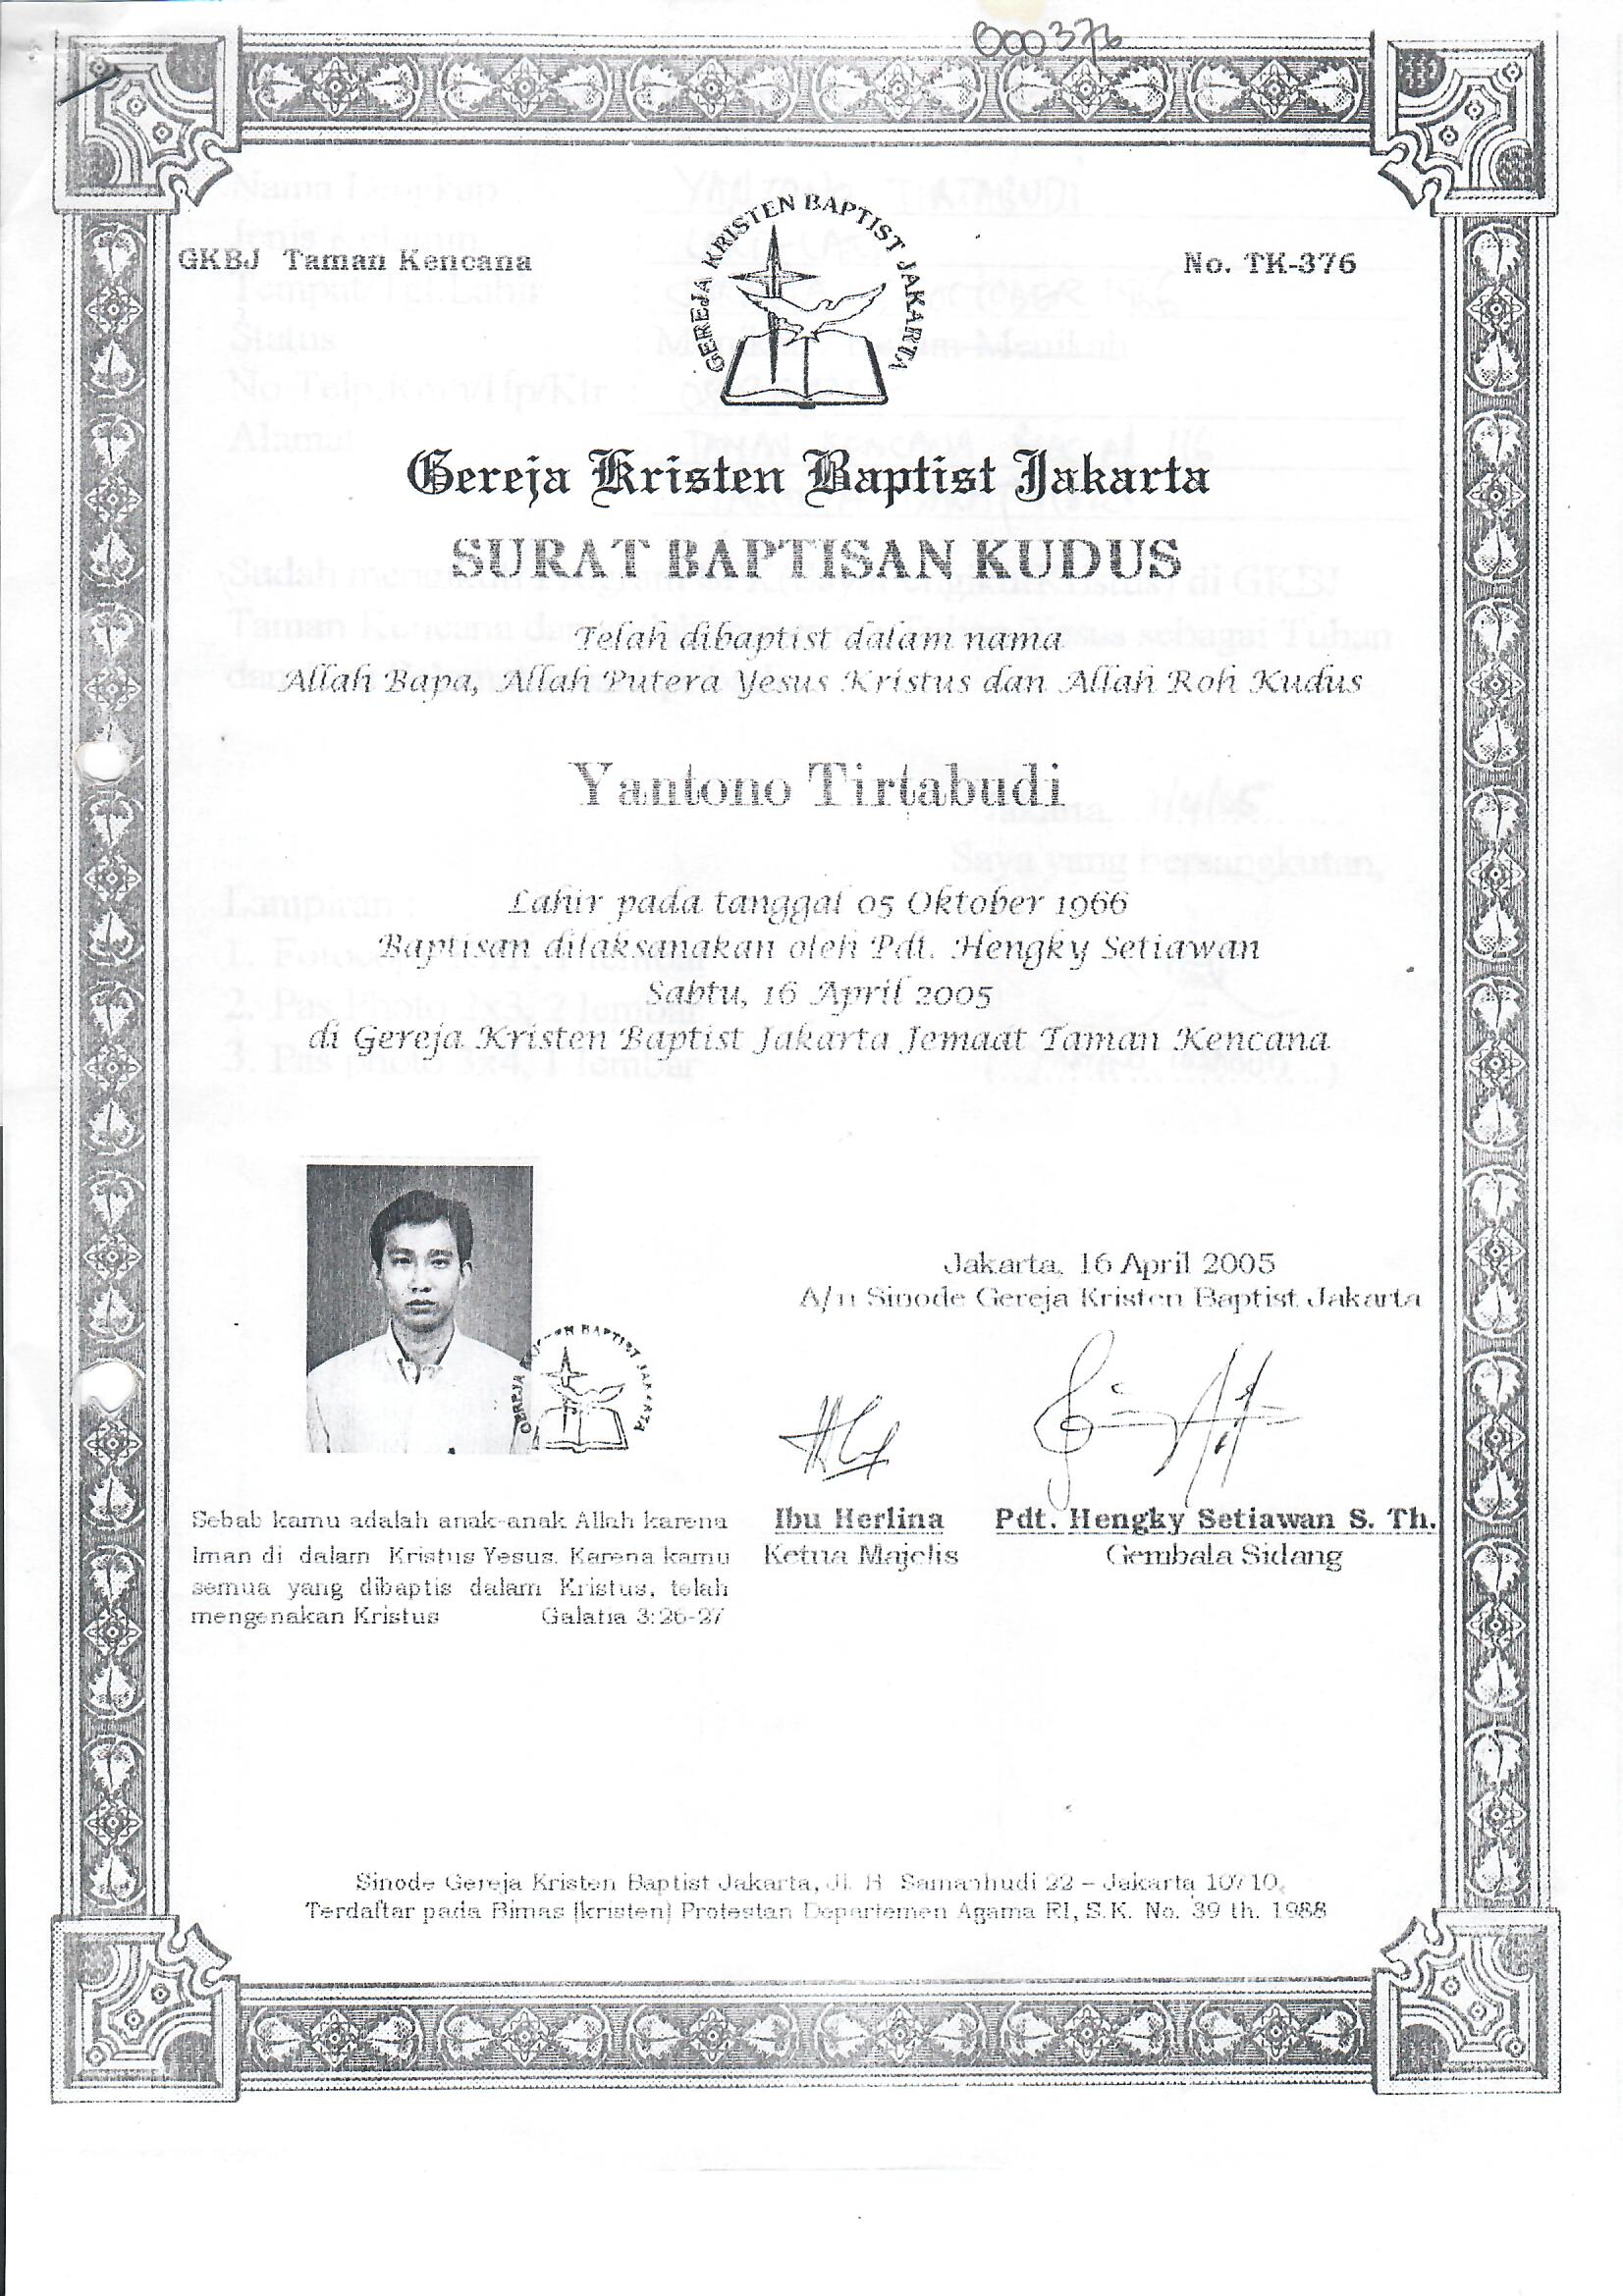 000376
GEREJA KRISTEN BAPTIST JAKARTA
GKBJ Taman Kencana
No. TK-376
Gereja Kristen Baptist Jakarta
SURAT BAPTISAN KUDUS
Telah dibaptist dalam nama
Allah Bapa, Allah Putera Yesus Kristus dan Allah Roh Kudus
Yantono Tirtabudi
Lahir pada tanggal 05 Oktober 1966
Baptisan dilaksanakan oleh Pdt. Hengky Setiawan
Sabtu, 16 April 2005
di Gereja Kristen Baptist Jakarta Jemaat Taman Kencana
Jakarta, 16 April 2005
A/n Sinode Gereja Kristen Baptist Jakarta
GEREJA KRISTEN BAPTIST JAKARTA
Ibu Herlina
Ketua Majelis
Pdt. Hengky Setiawan S. Th.
Gembala Sidang
Sebab kamu adalah anak-anak Allah karena
Iman di dalam Kristus Yesus. Karena kamu
semua yang dibaptis dalam Kristus, telah
mengenakan Kristus Galatia 3:26-27
Sinode Gereja Kristen Baptist Jakarta, Jl. H Samanhudi 22 – Jakarta 10710,
Terdaftar pada Bimas (kristen) Protestan Departemen Agama RI, S.K. No. 39 th. 1988